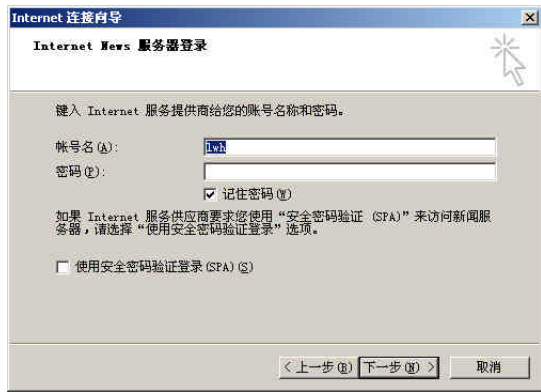 Internet 连接向导
Internet News 服务器登录
键入 Internet 服务提供商给您的账号名称和密码。
帐号名(A):
lwh
密码(P):
记住密码(W)
如果 Internet 服务供应商要求您使用“安全密码验证 (SPA)”来访问新闻服
务器，请选择“使用安全密码验证登录”选项。
使用安全密码验证登录(SPA)(S)
<上一步(B) 下一步(N) > 取消